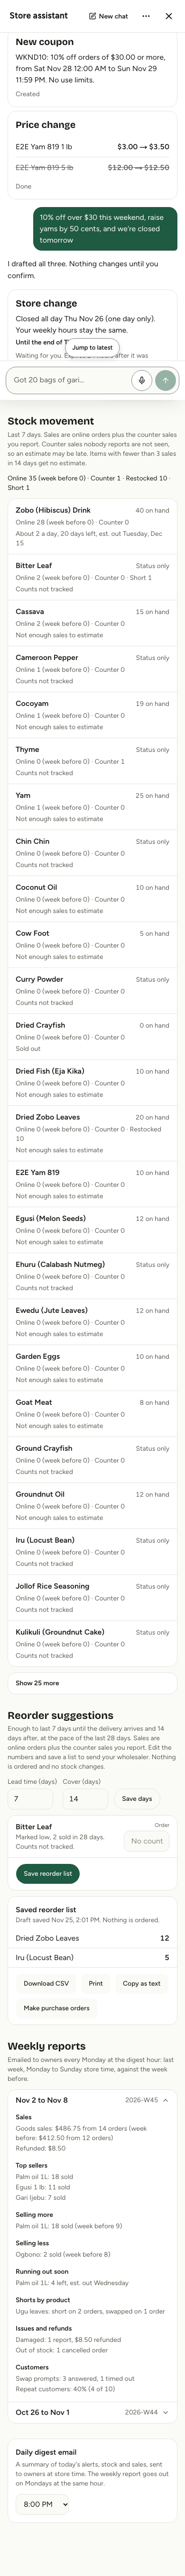 Store assistant
New chat
New coupon
WKND10: 10% off orders of $30.00 or more,
from Sat Nov 28 12:00 AM to Sun Nov 29
11:59 PM. No use limits.
Created
Price change
E2E Yam 819 1 lb $3.00 → $3.50
E2E Yam 819 5 lb $12.00 → $12.50
Done
10% off over $30 this weekend, raise
yams by 50 cents, and we're closed
tomorrow
I drafted all three. Nothing changes until you
confirm.
Store change
Closed all day Thu Nov 26 (one day only).
Your weekly hours stay the same.
Until the end of T
Jump to latest
Waiting for you.
after it was
Got 20 bags of gari...
Stock movement
Last 7 days. Sales are online orders plus the counter sales
you report. Counter sales nobody reports are not seen,
so an estimate may be late. Items with fewer than 3 sales
in 14 days get no estimate.
Online 35 (week before 0) · Counter 1 · Restocked 10 ·
Short 1
Zobo (Hibiscus) Drink 40 on hand
Online 28 (week before 0) · Counter 0
About 2 a day, 20 days left, est. out Tuesday, Dec
15
Bitter Leaf Status only
Online 2 (week before 0) · Counter 0 · Short 1
Counts not tracked
Cassava 15 on hand
Online 2 (week before 0) · Counter 0
Not enough sales to estimate
Cameroon Pepper Status only
Online 1 (week before 0) · Counter 0
Counts not tracked
Cocoyam 19 on hand
Online 1 (week before 0) · Counter 0
Not enough sales to estimate
Thyme Status only
Online 0 (week before 0) · Counter 1
Counts not tracked
Yam 25 on hand
Online 1 (week before 0) · Counter 0
Not enough sales to estimate
Chin Chin Status only
Online 0 (week before 0) · Counter 0
Counts not tracked
Coconut Oil 10 on hand
Online 0 (week before 0) · Counter 0
Not enough sales to estimate
Cow Foot 5 on hand
Online 0 (week before 0) · Counter 0
Not enough sales to estimate
Curry Powder Status only
Online 0 (week before 0) · Counter 0
Counts not tracked
Dried Crayfish 0 on hand
Online 0 (week before 0) · Counter 0
Sold out
Dried Fish (Eja Kika) 10 on hand
Online 0 (week before 0) · Counter 0
Not enough sales to estimate
Dried Zobo Leaves 20 on hand
Online 0 (week before 0) · Counter 0 · Restocked
10
Not enough sales to estimate
E2E Yam 819 10 on hand
Online 0 (week before 0) · Counter 0
Not enough sales to estimate
Egusi (Melon Seeds) 12 on hand
Online 0 (week before 0) · Counter 0
Not enough sales to estimate
Ehuru (Calabash Nutmeg) Status only
Online 0 (week before 0) · Counter 0
Counts not tracked
Ewedu (Jute Leaves) 12 on hand
Online 0 (week before 0) · Counter 0
Not enough sales to estimate
Garden Eggs 10 on hand
Online 0 (week before 0) · Counter 0
Not enough sales to estimate
Goat Meat 8 on hand
Online 0 (week before 0) · Counter 0
Not enough sales to estimate
Ground Crayfish Status only
Online 0 (week before 0) · Counter 0
Counts not tracked
Groundnut Oil 12 on hand
Online 0 (week before 0) · Counter 0
Not enough sales to estimate
Iru (Locust Bean) Status only
Online 0 (week before 0) · Counter 0
Counts not tracked
Jollof Rice Seasoning Status only
Online 0 (week before 0) · Counter 0
Counts not tracked
Kulikuli (Groundnut Cake) Status only
Online 0 (week before 0) · Counter 0
Counts not tracked
Show 25 more
Reorder suggestions
Enough to last 7 days until the delivery arrives and 14
days after, at the pace of the last 28 days. Sales are
online orders plus the counter sales you report. Edit the
numbers and save a list to send your wholesaler. Nothing
is ordered and no stock changes.
Lead time (days) Cover (days)
7 14 Save days
Bitter Leaf Order
Marked low, 2 sold in 28 days.
Counts not tracked.
No count
Save reorder list
Saved reorder list
Draft saved Nov 25, 2:01 PM. Nothing is ordered.
Dried Zobo Leaves 12
Iru (Locust Bean) 5
Download CSV Print Copy as text
Make purchase orders
Weekly reports
Emailed to owners every Monday at the digest hour: last
week, Monday to Sunday store time, against the week
before.
Nov 2 to Nov 8 2026-W45
Sales
Goods sales: $486.75 from 14 orders (week
before: $412.50 from 12 orders)
Refunded: $8.50
Top sellers
Palm oil 1L: 18 sold
Egusi 1 lb: 11 sold
Gari Ijebu: 7 sold
Selling more
Palm oil 1L: 18 sold (week before 9)
Selling less
Ogbono: 2 sold (week before 8)
Running out soon
Palm oil 1L: 4 left, est. out Wednesday
Shorts by product
Ugu leaves: short on 2 orders, swapped on 1 order
Issues and refunds
Damaged: 1 report, $8.50 refunded
Out of stock: 1 cancelled order
Customers
Swap prompts: 3 answered, 1 timed out
Repeat customers: 40% (4 of 10)
Oct 26 to Nov 1 2026-W44
Daily digest email
A summary of today's alerts, stock and sales, sent
to owners at store time. The weekly report goes out
on Mondays at the same hour.
8:00 PM